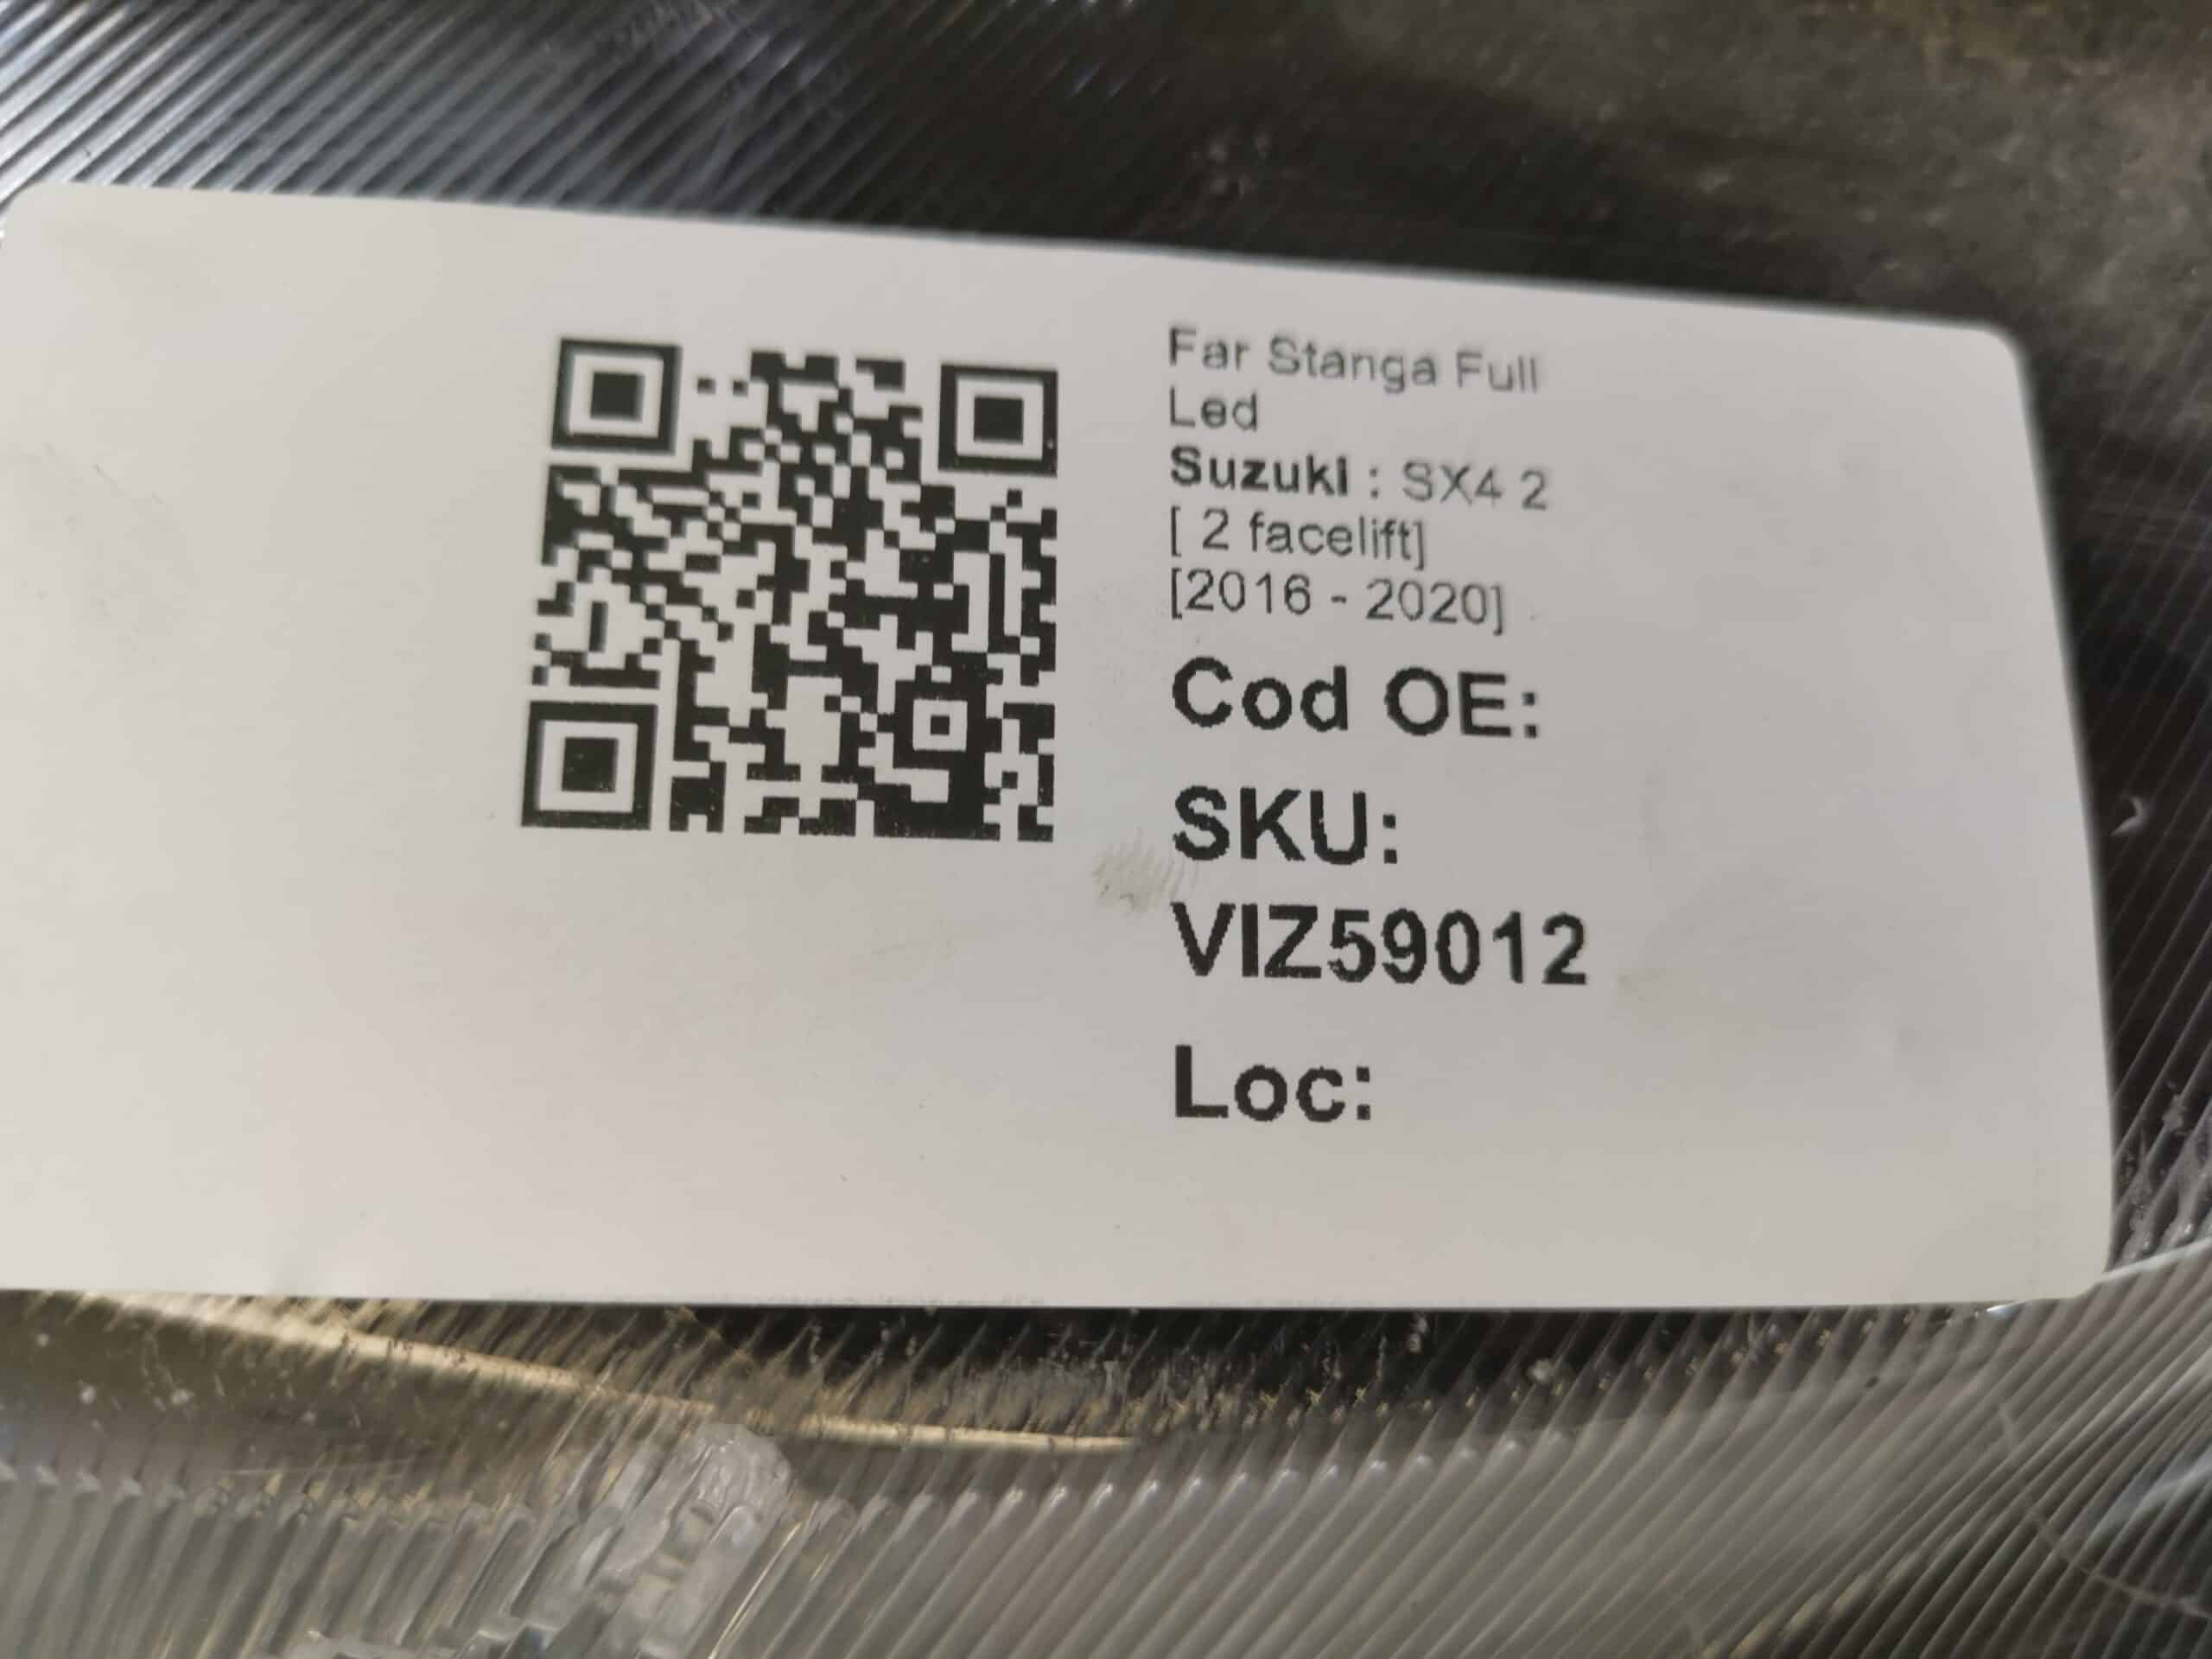 Far Stanga Full
Led
Suzuki : SX4 2
[ 2 facelift]
[2016 - 2020]
Cod OE:
SKU:
VIZ59012
Loc: